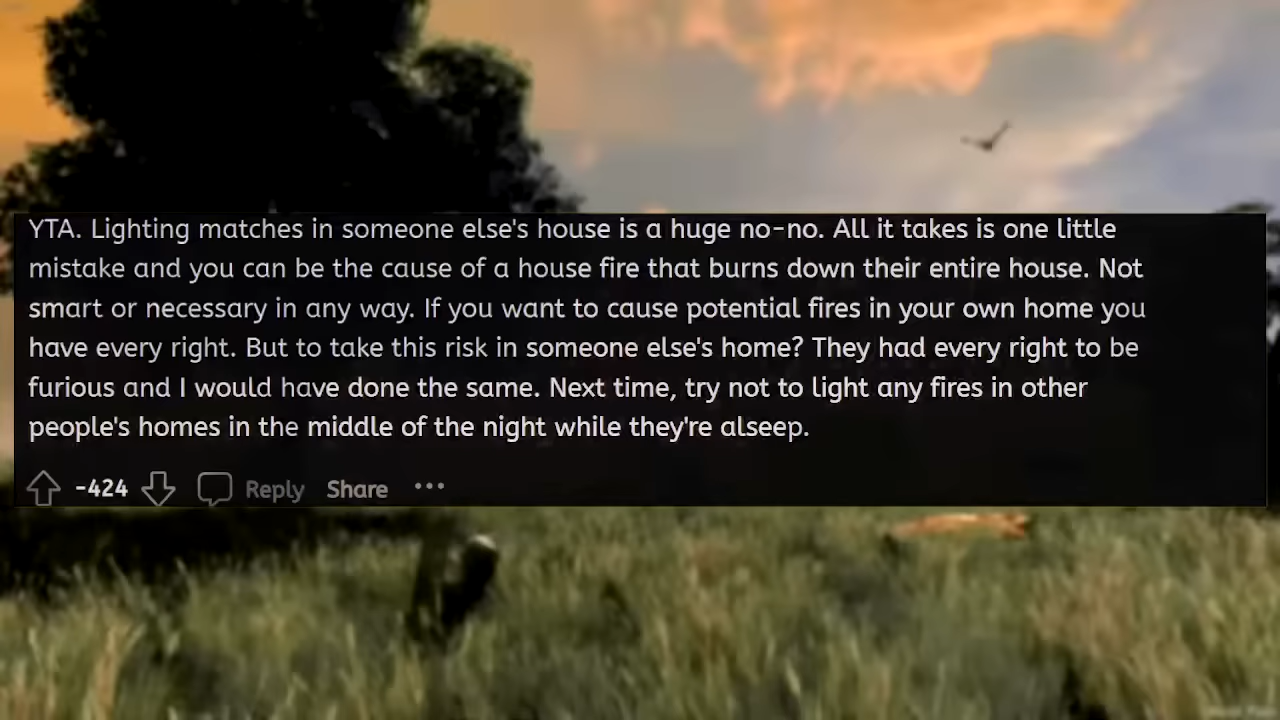 YTA. Lighting matches in someone else's house is a huge no-no. All it takes is one little
mistake and you can be the cause of a house fire that burns down their entire house. Not
smart or necessary in any way. If you want to cause potential fires in your own home you
have every right. But to take this risk in someone else's home? They had every right to be
furious and I would have done the same. Next time, try not to light any fires in other
people's homes in the middle of the night while they're alseep.
-424 Reply Share